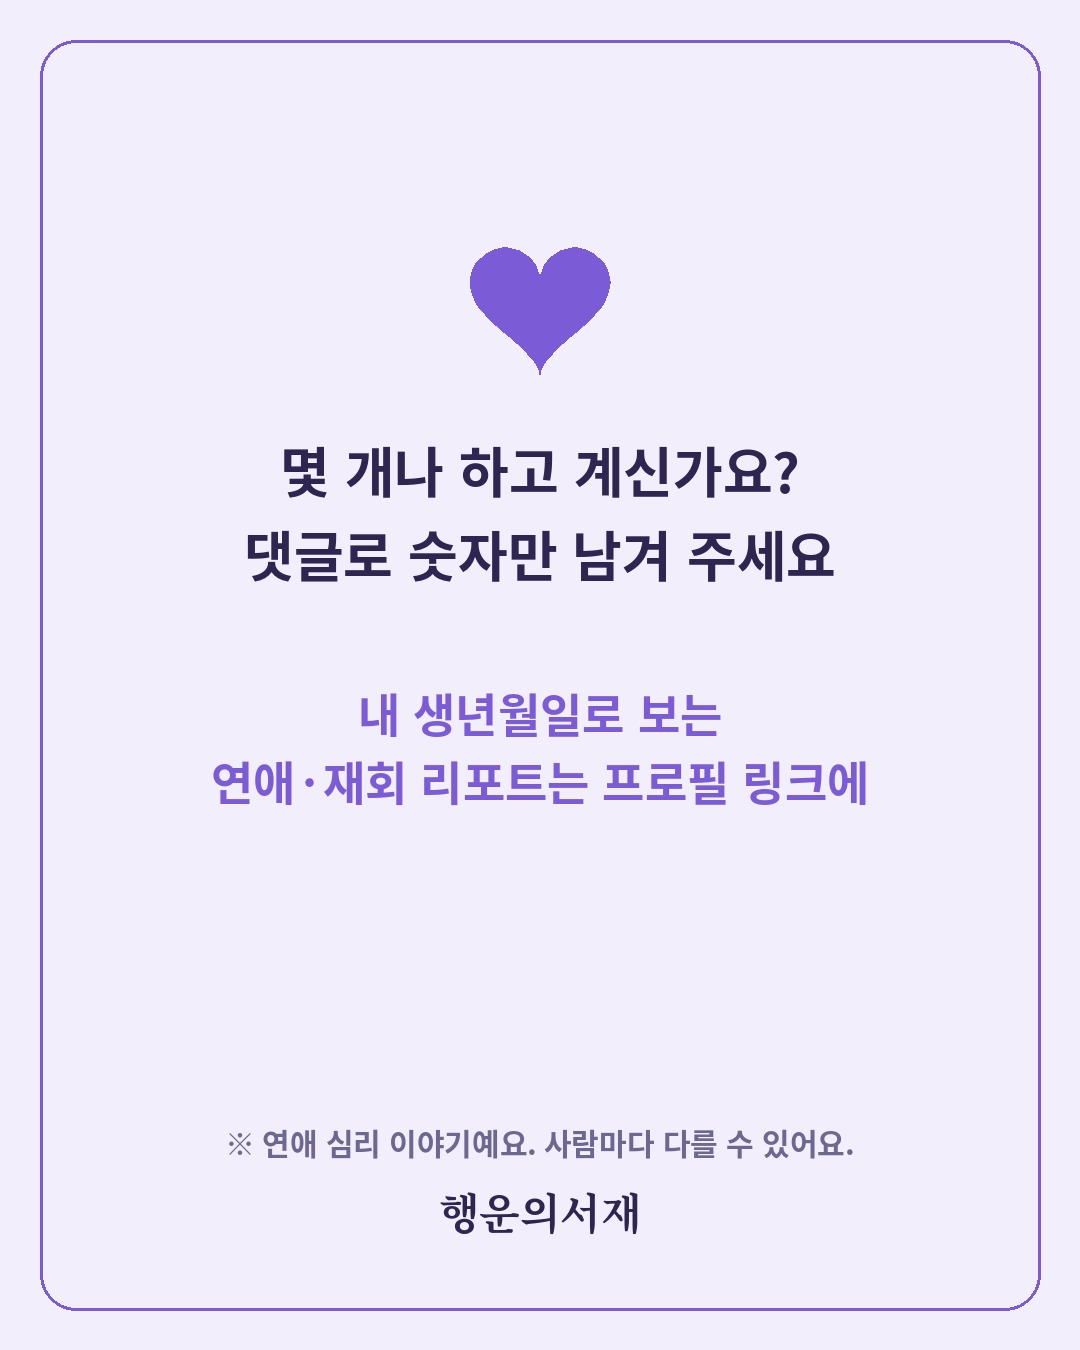 몇 개나 하고 계신가요?
댓글로 숫자만 남겨 주세요
내 생년월일로 보는
연애·재회 리포트는 프로필 링크에
※ 연애 심리 이야기예요. 사람마다 다를 수 있어요.
행운의서재